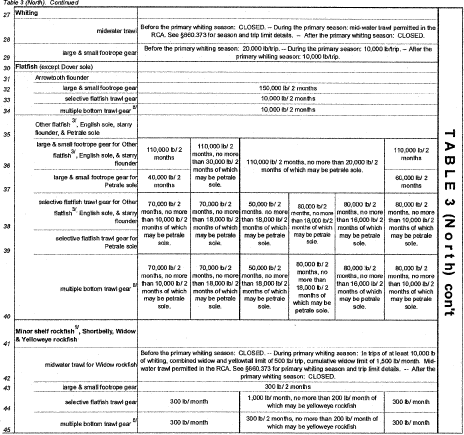 Table 3 (North). Continued
27 Whiting
28 midwater trawl
Before the primary whiting season: CLOSED. -- During the primary season: mid-water trawl permitted in the
RCA. See §660.373 for season and trip limit details. -- After the primary whiting season: CLOSED.
29 large & small footrope gear
Before the primary whiting season: 20,000 lb/trip. -- During the primary season: 10,000 lb/trip. -- After the
primary whiting season: 10,000 lb/trip.
30 Flatfish (except Dover sole)
31 Arrowtooth flounder
32 large & small footrope gear
150,000 lb/ 2 months
33 selective flatfish trawl gear
10,000 lb/ 2 months
34 multiple bottom trawl gear 8/
10,000 lb/ 2 months
35 Other flatfish 3/, English sole, starry
flounder, & Petrale sole
36 large & small footrope gear for Other
flatfish 3/, English sole, & starry
flounder
110,000 lb/ 2
months
110,000 lb/ 2
months, no more
than 30,000 lb/ 2
months of which
may be petrale
sole.
110,000 lb/ 2 months, no more than 20,000 lb/ 2
months of which may be petrale sole.
110,000 lb/ 2
months
37 large & small footrope gear for
Petrale sole
40,000 lb/ 2
months
60,000 lb/ 2
months
38 selective flatfish trawl gear for Other
flatfish 3/, English sole, & starry
flounder
39 selective flatfish trawl gear for
Petrale sole
70,000 lb/ 2
months, no more
than 10,000 lb/ 2
months of which
may be petrale
sole.
70,000 lb/ 2
months, no more
than 18,000 lb/ 2
months of which
may be petrale
sole.
50,000 lb/ 2
months, no more
than 18,000 lb/ 2
months of which
may be petrale
sole.
80,000 lb/ 2
months, no more
than 18,000 lb/ 2
months of which
may be petrale
sole.
80,000 lb/ 2
months, no more
than 16,000 lb/ 2
months of which
may be petrale
sole.
80,000 lb/ 2
months, no more
than 10,000 lb/ 2
months of which
may be petrale
sole.
40 multiple bottom trawl gear 8/
70,000 lb/ 2
months, no more
than 10,000 lb/ 2
months of which
may be petrale
sole.
70,000 lb/ 2
months, no more
than 18,000 lb/ 2
months of which
may be petrale
sole.
50,000 lb/ 2
months, no more
than 18,000 lb/ 2
months of which
may be petrale
sole.
80,000 lb/ 2
months, no
more than
18,000 lb/ 2
months of
which may be
petrale sole.
80,000 lb/ 2
months, no more
than 16,000 lb/ 2
months of which
may be petrale
sole.
80,000 lb/ 2
months, no more
than 10,000 lb/ 2
months of which
may be petrale
sole.
41 Minor shelf rockfish, Shortbelly, Widow
& Yelloweye rockfish
42 midwater trawl for Widow rockfish
Before the primary whiting season: CLOSED. -- During primary whiting season: In trips of at least 10,000 lb
of whiting, combined widow and yellowtail limit of 500 lb/ trip, cumulative widow limit of 1,500 lb/ month. Mid-
water trawl permitted in the RCA. See §660.373 for primary whiting season and trip limit details. -- After the
primary whiting season: CLOSED.
43 large & small footrope gear
300 lb/ 2 months
44 selective flatfish trawl gear
300 lb/ month
1,000 lb/ month, no more than 200 lb/ month of
which may be yelloweye rockfish
300 lb/ month
45 multiple bottom trawl gear 8/
300 lb/ month
300 lb/ 2 months, no more than 200 lb/ month of
which may be yelloweye rockfish
300 lb/ month
TABLE 3 (North) con't